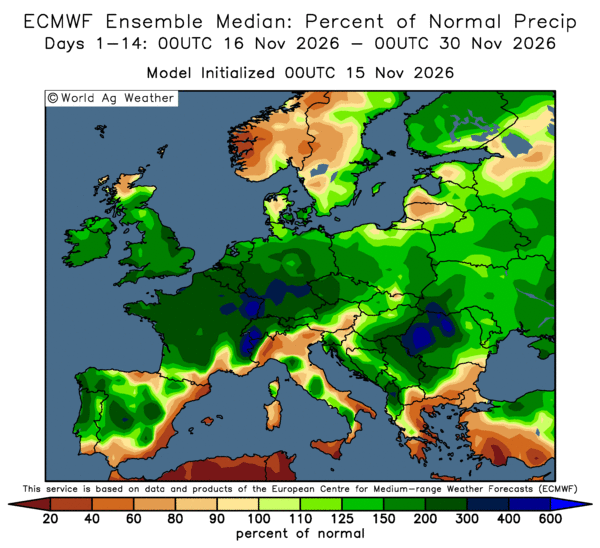 ECMWF Ensemble Median: Percent of Normal Precip
Days 1-14: 00UTC 16 Nov 2026 - 00UTC 30 Nov 2026
Model Initialized 00UTC 15 Nov 2026
©World Ag Weather
This service is based on data and products of the European Centre for Medium-range Weather Forecasts (ECMWF)
20 40 60 80 90 100 110 125 150 200 300 400 600
percent of normal